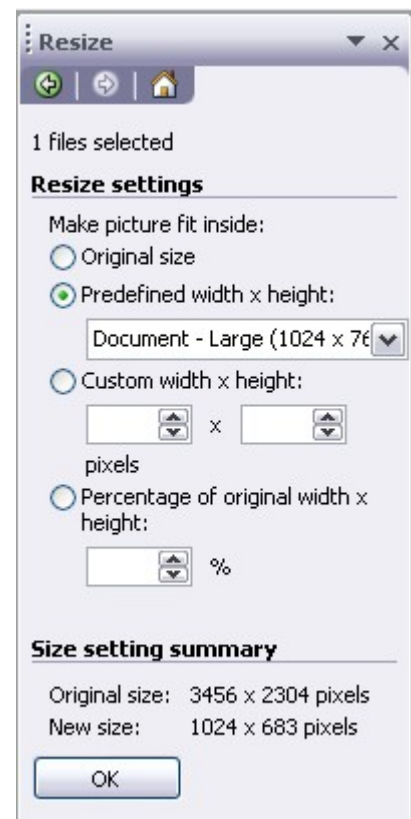 Resize
1 files selected
Resize settings
Make picture fit inside:
Original size
Predefined width x height:
Document - Large (1024 x 76
Custom width x height:
x
pixels
Percentage of original width x
height:
%
Size setting summary
Original size: 3456 x 2304 pixels
New size: 1024 x 683 pixels
OK